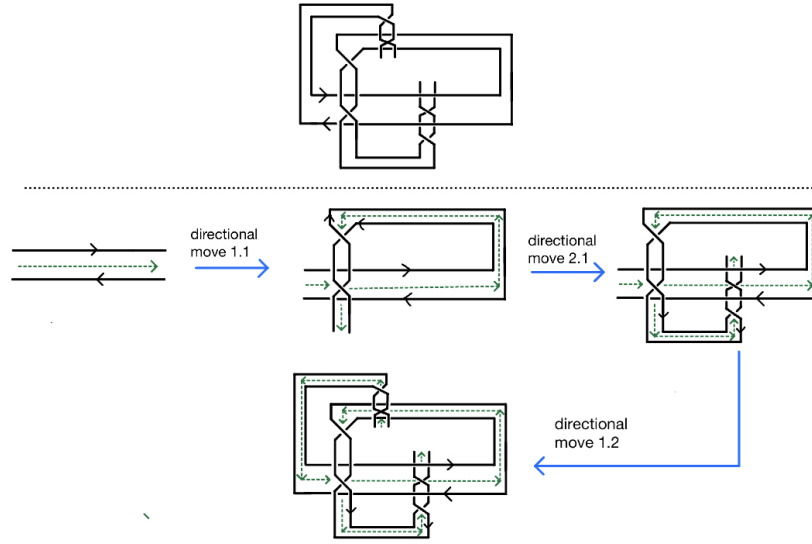 directional
move 1.1
directional
move 2.1
directional
move 1.2